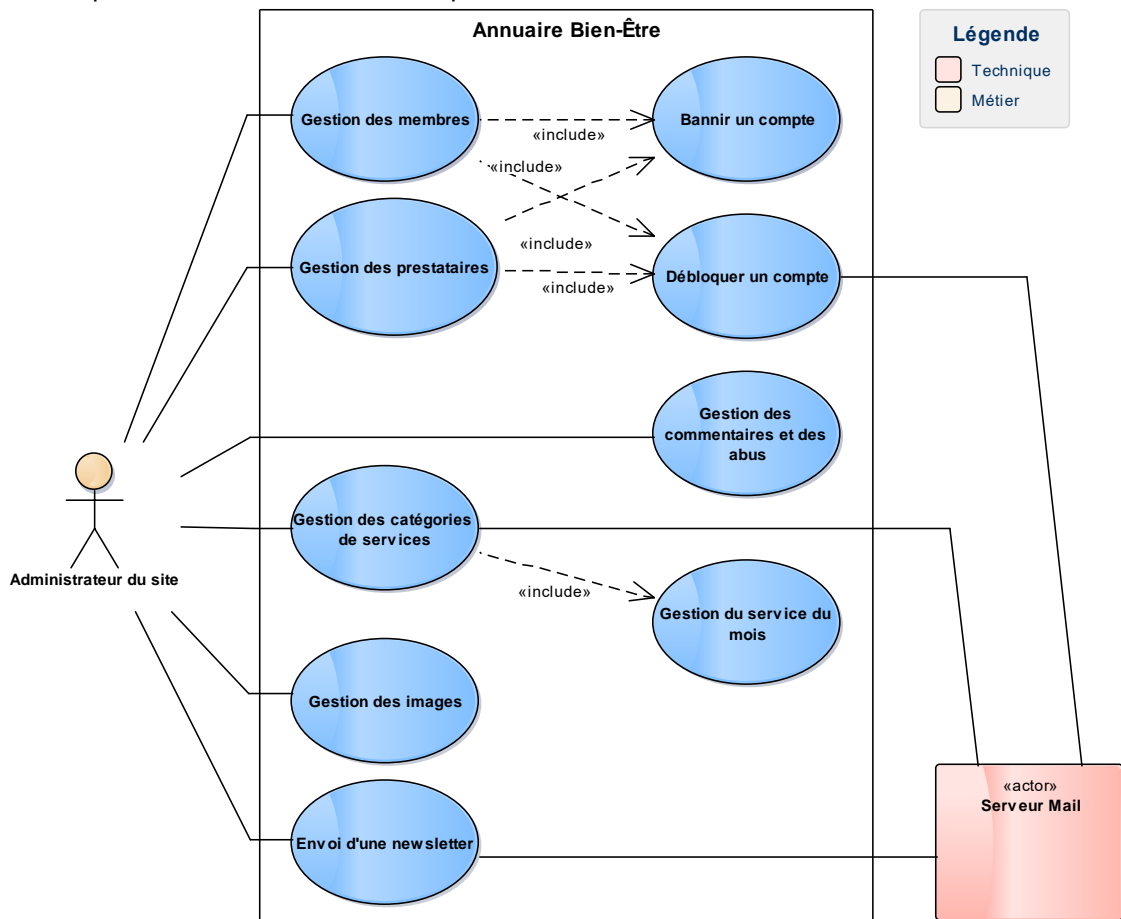 Annuaire Bien-Être
Légende
Technique
Métier
Gestion des membres
«include»
Bannir un compte
«include»
Gestion des prestataires
«include»
«include»
Débloquer un compte
Gestion des
commentaires et des
abus
Administrateur du site
Gestion des catégories
de services
«include»
Gestion du service du
mois
Gestion des images
«actor»
Serveur Mail
Envoi d'une newsletter